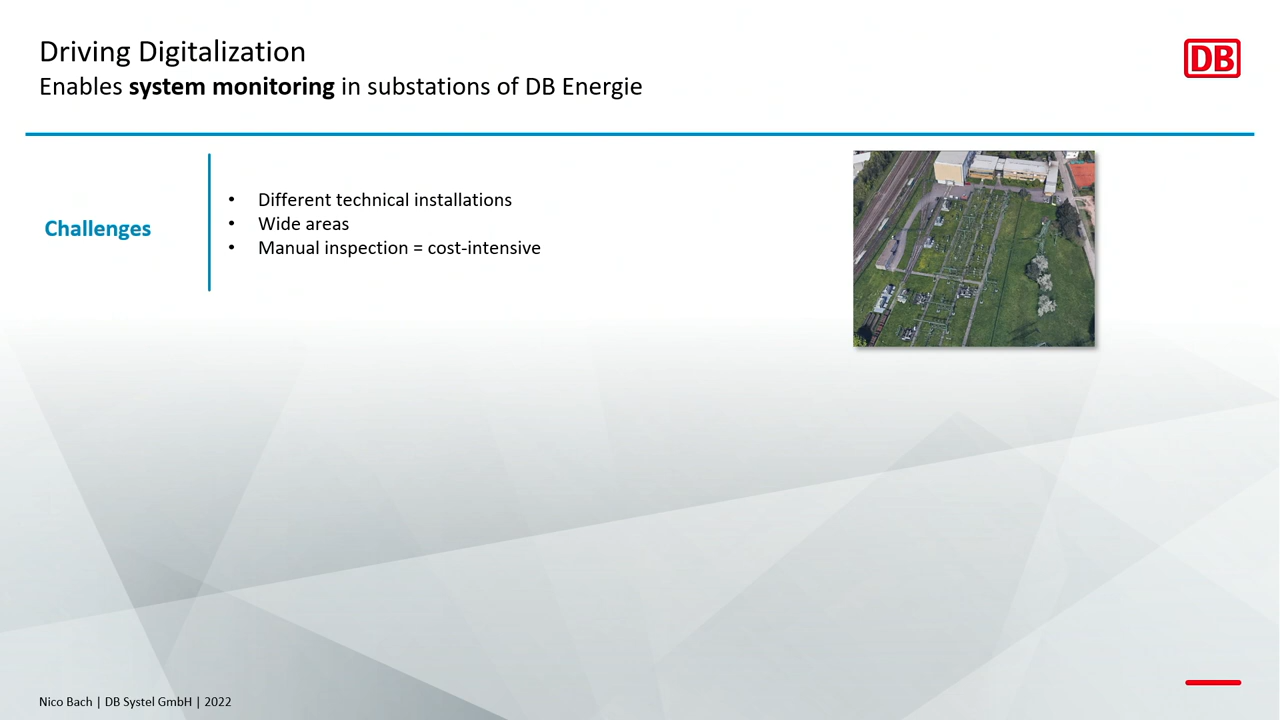 Driving Digitalization
Enables system monitoring in substations of DB Energie
DB
Challenges
• Different technical installations
• Wide areas
• Manual inspection = cost-intensive
Nico Bach | DB Systel GmbH | 2022